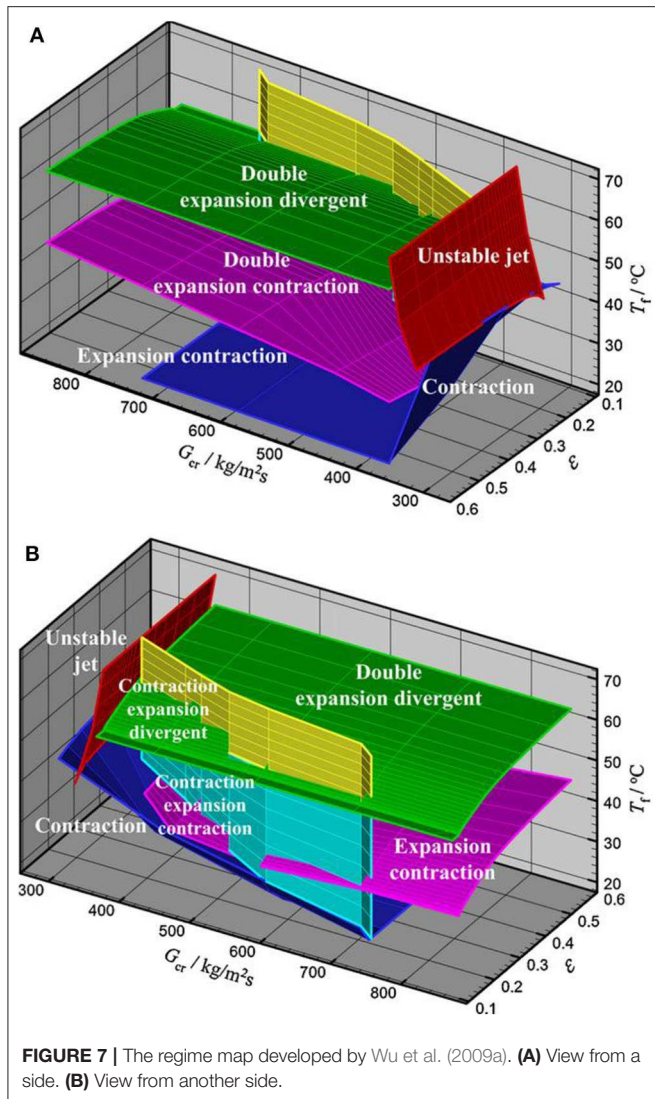 A
Double
expansion divergent
Double
expansion contraction
Unstable jet
Expansion contraction
Contraction
70
60
50
40
30
20
T_f / ºC
800
700
600
500
400
300
G_cr / kg/m²s
0.6
0.5
0.4
0.3
0.2
0.1
ε
B
Unstable
jet
Contraction
expansion
divergent
Double
expansion divergent
Contraction
expansion
contraction
Contraction
Expansion
contraction
70
60
50
40
30
20
T_f / ºC
300
400
500
600
700
800
G_cr / kg/m²s
0.1
0.2
0.3
0.4
0.5
0.6
ε
FIGURE 7 | The regime map developed by Wu et al. (2009a). (A) View from a
side. (B) View from another side.